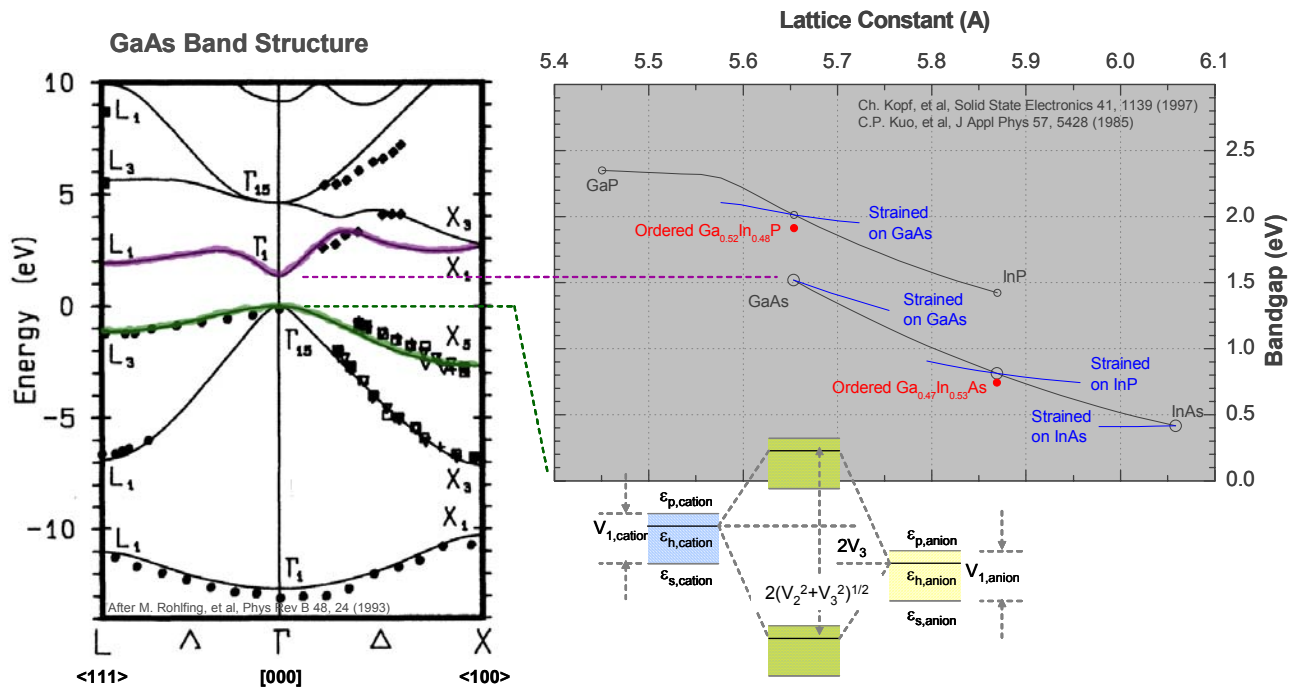 GaAs Band Structure
Energy (eV)
10
5
0
-5
-10
L₁
L₃
L₁
L₃
L₁
L₁
Γ₁₅
Γ₁
Γ₁₅
Γ₁
X₃
X₁
X₅
X₃
X₁
After M. Rohlfing, et al, Phys Rev B 48, 24 (1993)
L Λ Γ Δ X
<111> [000] <100>
Lattice Constant (A)
5.4 5.5 5.6 5.7 5.8 5.9 6.0 6.1
Ch. Kopf, et al, Solid State Electronics 41, 1139 (1997)
C.P. Kuo, et al, J Appl Phys 57, 5428 (1985)
GaP
Strained
on GaAs
Ordered Ga₀.₅₂In₀.₄₈P
InP
GaAs
Strained
on GaAs
Strained
on InP
Ordered Ga₀.₄₇In₀.₅₃As
InAs
Strained
on InAs
2.5
2.0
1.5
1.0
0.5
0.0
Bandgap (eV)
εp,cation
V1,cation
εh,cation
εs,cation
2V₃
2(V₂²+V₃²)1/2
εp,anion
εh,anion
V1,anion
εs,anion